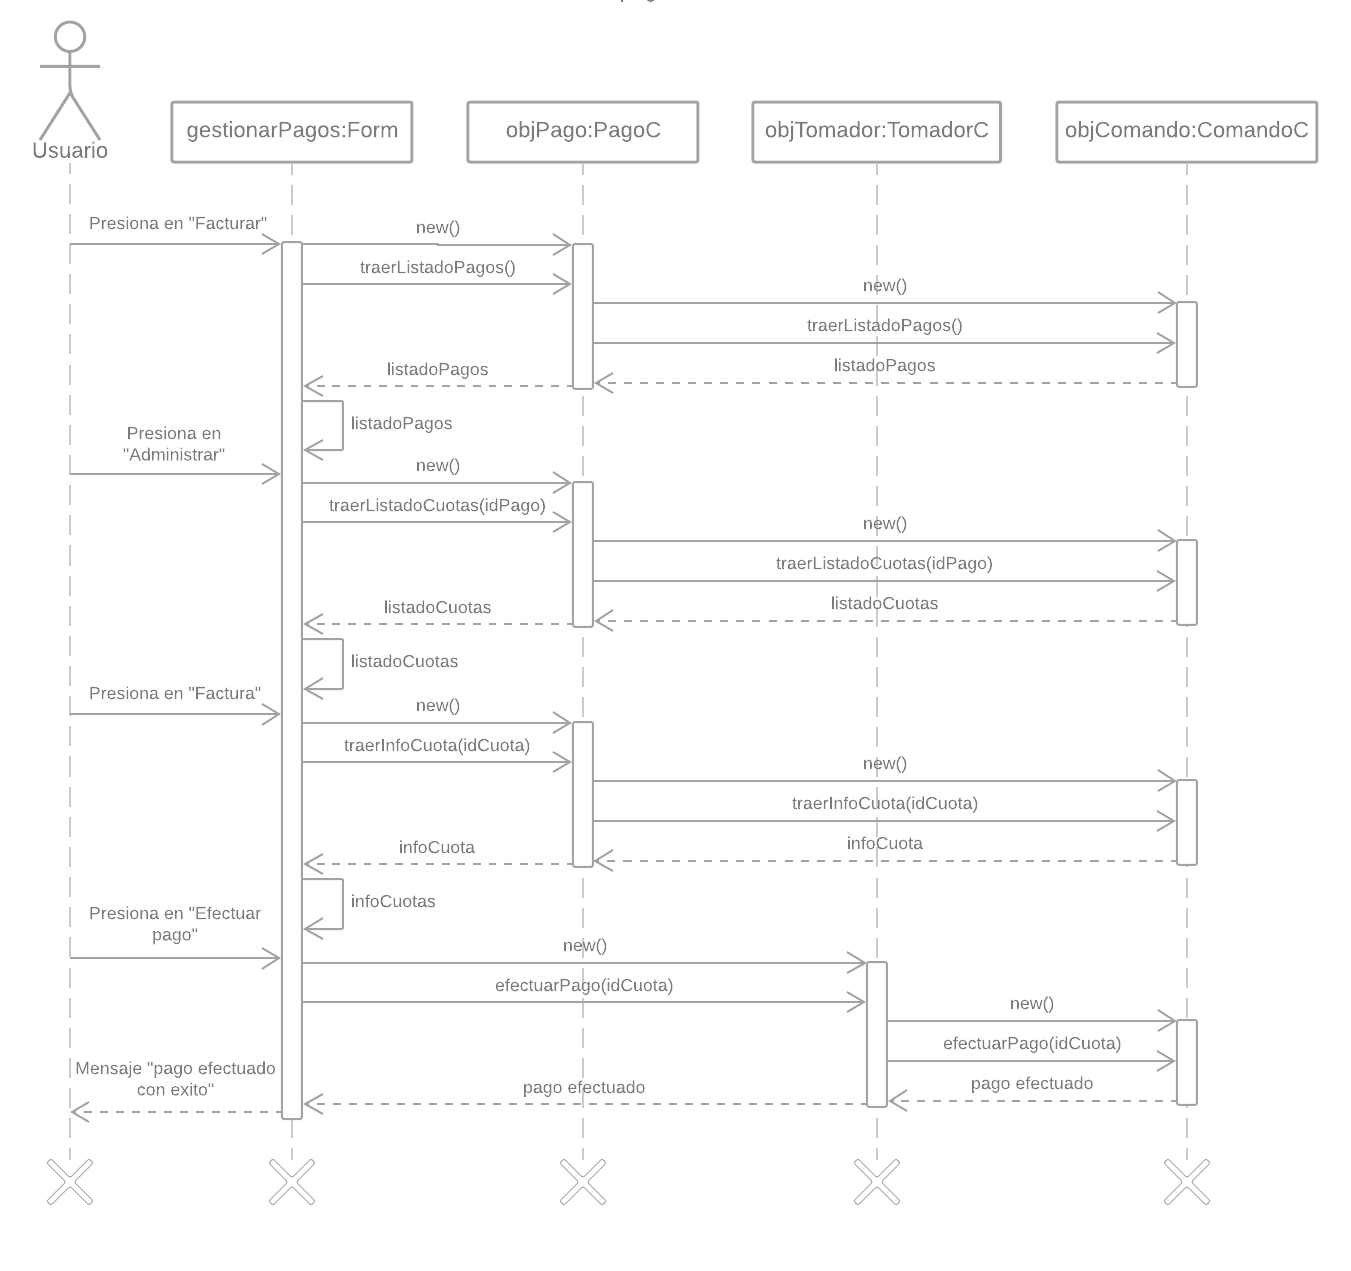 Usuario
gestionarPagos:Form
objPago:PagoC
objTomador:TomadorC
objComando:ComandoC
Presiona en "Facturar"
new()
traerListadoPagos()
new()
traerListadoPagos()
listadoPagos
listadoPagos
listadoPagos
Presiona en
"Administrar"
new()
traerListadoCuotas(idPago)
new()
traerListadoCuotas(idPago)
listadoCuotas
listadoCuotas
listadoCuotas
Presiona en "Factura"
new()
traerInfoCuota(idCuota)
new()
traerInfoCuota(idCuota)
infoCuota
infoCuota
infoCuotas
Presiona en "Efectuar
pago"
new()
efectuarPago(idCuota)
new()
efectuarPago(idCuota)
pago efectuado
pago efectuado
Mensaje "pago efectuado
con exito"